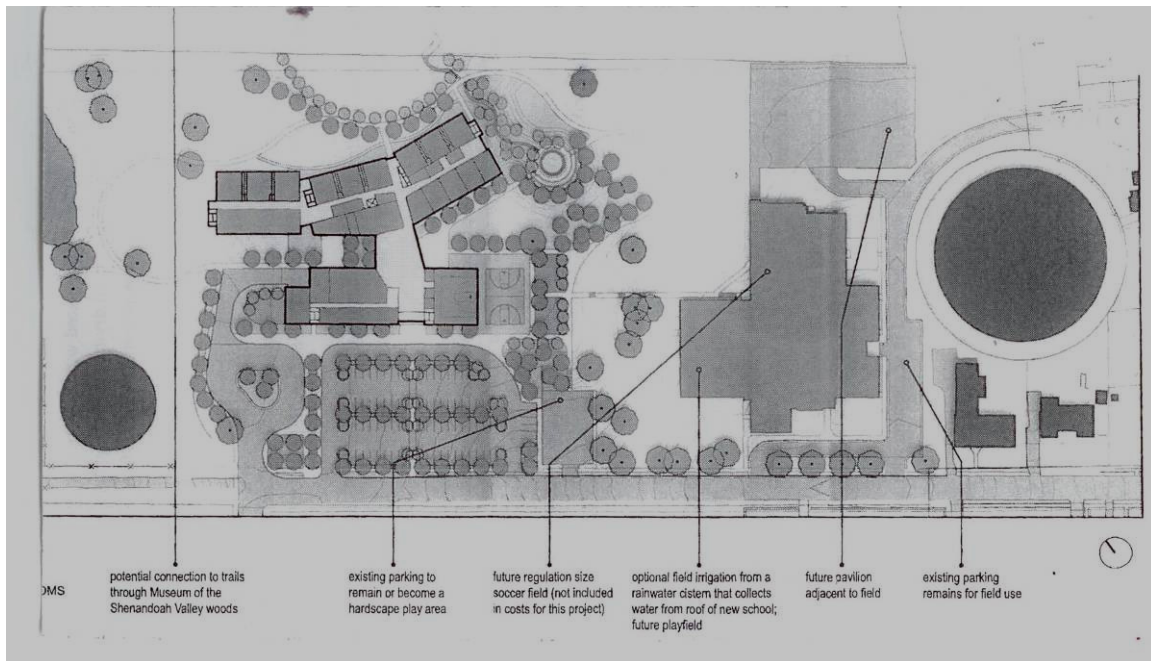 OMS
potential connection to trails
through Museum of the
Shenandoah Valley woods
existing parking to
remain or become a
hardscape play area
future regulation size
soccer field (not included
in costs for this project)
optional field irrigation from a
rainwater cistern that collects
water from roof of new school;
future playfield
future pavilion
adjacent to field
existing parking
remains for field use